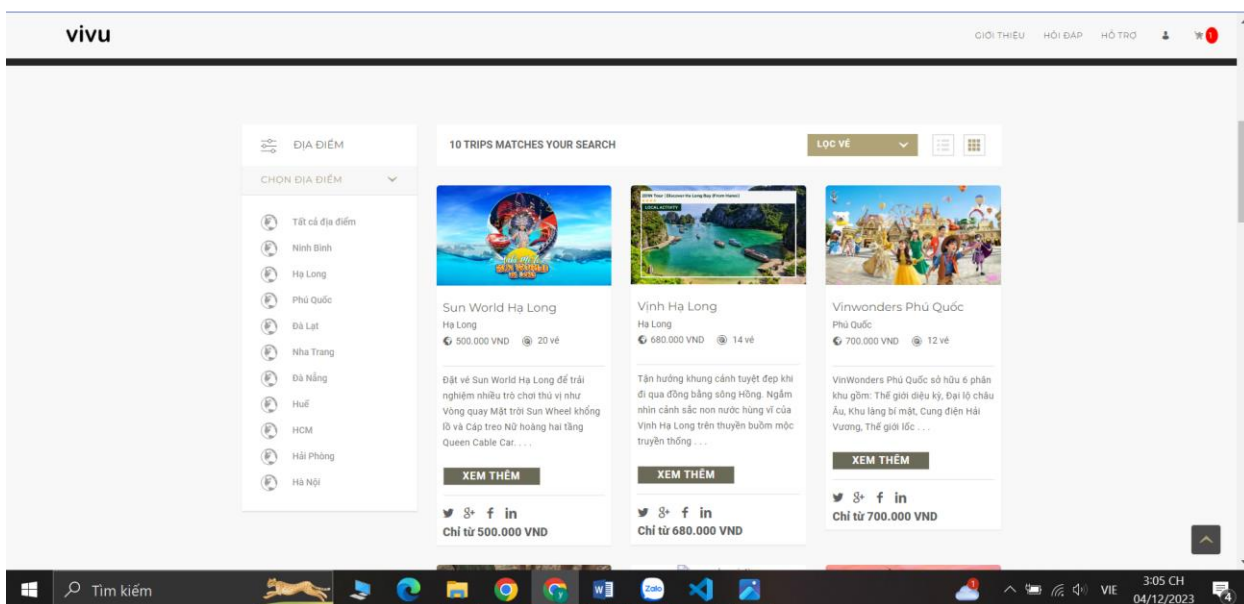 vivu
GIỚI THIỆU HỎI ĐÁP HỖ TRỢ 1
ĐỊA ĐIỂM
CHỌN ĐỊA ĐIỂM
Tất cả địa điểm
Ninh Bình
Hạ Long
Phú Quốc
Đà Lạt
Nha Trang
Đà Nẵng
Huế
HCM
Hải Phòng
Hà Nội
10 TRIPS MATCHES YOUR SEARCH
LỌC VÉ
SUN WORLD
Sun World Hạ Long
Hạ Long
500.000 VND 20 vé
Đặt vé Sun World Hạ Long để trải
nghiệm nhiều trò chơi thú vị như
Vòng quay Mặt trời Sun Wheel khổng
lồ và Cáp treo Nữ hoàng hai tầng
Queen Cable Car. . . .
XEM THÊM
g+ f in
Chỉ từ 500.000 VND
LOCAL ACTIVITY
Vịnh Hạ Long
Hạ Long
680.000 VND 14 vé
Tận hưởng khung cảnh tuyệt đẹp khi
đi qua đồng bằng sông Hồng. Ngắm
nhìn cảnh sắc non nước hùng vĩ của
Vịnh Hạ Long trên thuyền buồm mộc
truyền thống . . .
XEM THÊM
g+ f in
Chỉ từ 680.000 VND
Vinwonders Phú Quốc
Phú Quốc
700.000 VND 12 vé
VinWonders Phú Quốc sở hữu 6 phân
khu gồm: Thế giới diệu kỳ, Đại lộ châu
Âu, Khu làng bí mật, Cung điện Hải
Vương, Thế giới lốc . . .
XEM THÊM
g+ f in
Chỉ từ 700.000 VND
Tìm kiếm
Zalo
VIE
3:05 CH
04/12/2023
4